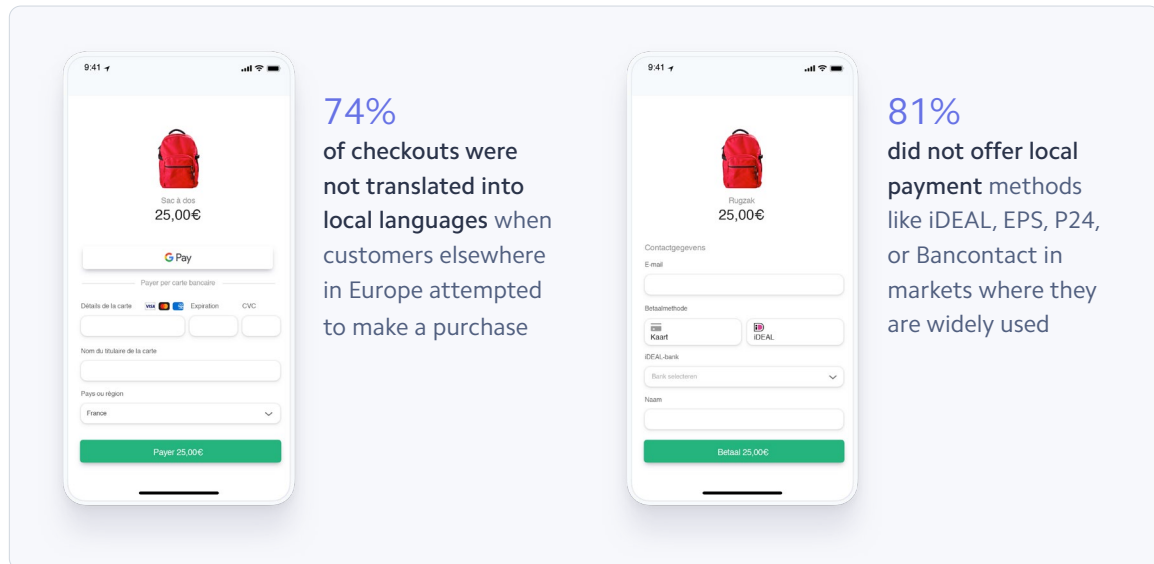 9:41
Sac à dos
25,00€
G Pay
Payer par carte bancaire
Détails de la carte VISA Expiration CVC
Nom du titulaire de la carte
Pays ou région
France
Payer 25,00€
74%
of checkouts were
not translated into
local languages when
customers elsewhere
in Europe attempted
to make a purchase
9:41
Rugzak
25,00€
Contactgegevens
E-mail
Betaalmethode
Kaart
iDEAL
iDEAL-bank
Bank selecteren
Naam
Betaal 25,00€
81%
did not offer local
payment methods
like iDEAL, EPS, P24,
or Bancontact in
markets where they
are widely used